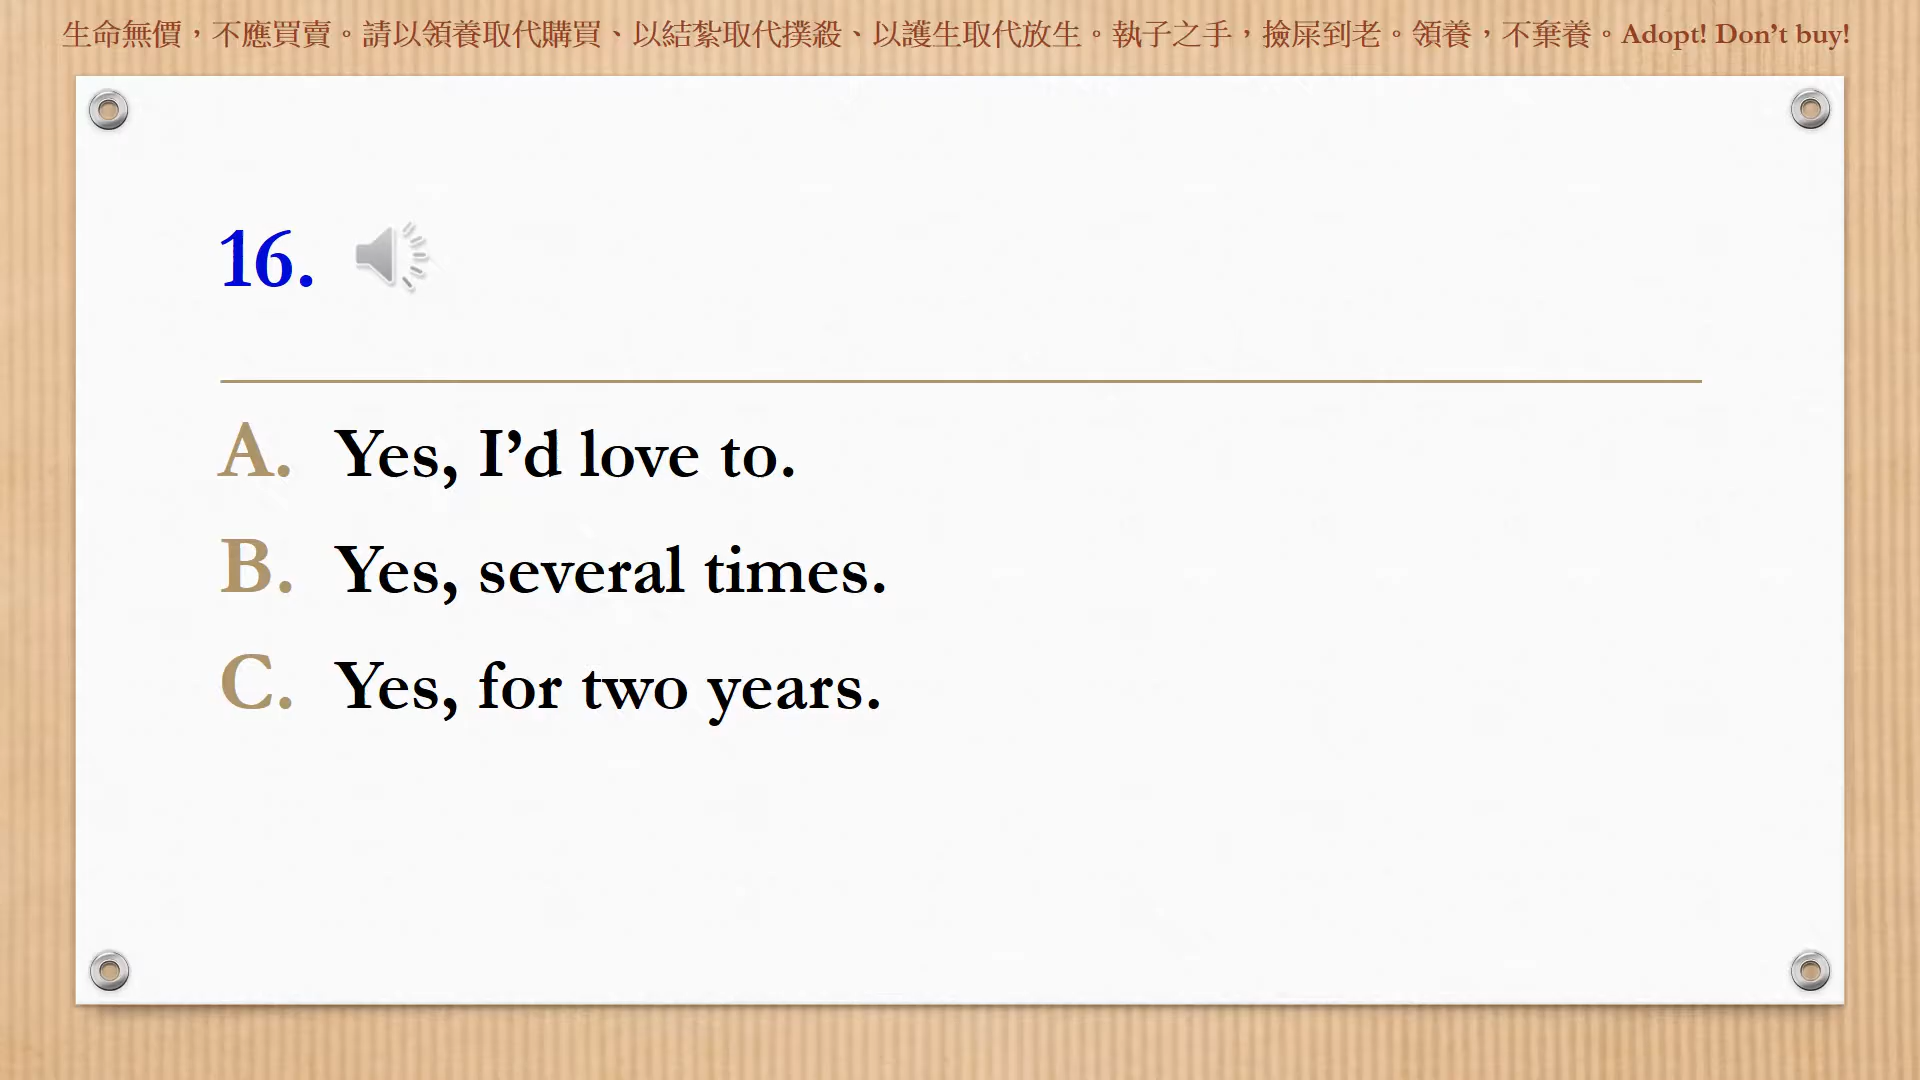 生命無價，不應買賣。請以領養取代購買、以結紮取代撲殺、以護生取代放生。執子之手，撿屎到老。領養，不棄養。Adopt! Don’t buy!
16.
A. Yes, I’d love to.
B. Yes, several times.
C. Yes, for two years.